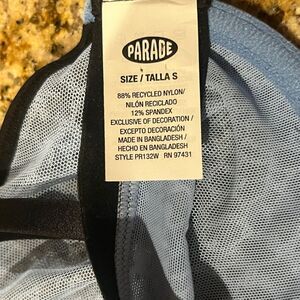 PARADE
SIZE / TALLA S
88% RECYCLED NYLON/
NILÓN RECICLADO
12% SPANDEX
EXCLUSIVE OF DECORATION /
EXCEPTO DECORACIÓN
MADE IN BANGLADESH /
HECHO EN BANGLADESH
STYLE PR132W RN 97431